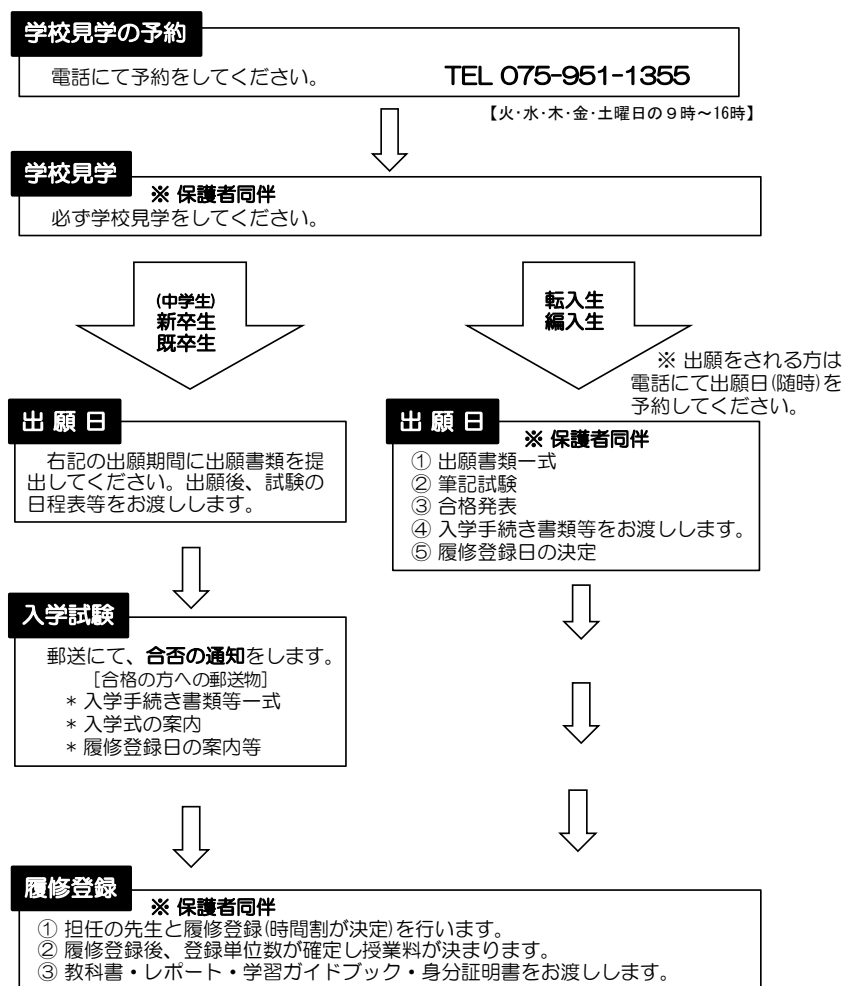 学校見学の予約
電話にて予約をしてください。 TEL 075-951-1355
【火・水・木・金・土曜日の9時～16時】
学校見学
※ 保護者同伴
必ず学校見学をしてください。
(中学生)
新卒生
既卒生
転入生
編入生
※ 出願をされる方は
電話にて出願日(随時)を
予約してください。
出 願 日
右記の出願期間に出願書類を提
出してください。出願後、試験の
日程表等をお渡しします。
出 願 日
※ 保護者同伴
① 出願書類一式
② 筆記試験
③ 合格発表
④ 入学手続き書類等をお渡しします。
⑤ 履修登録日の決定
入学試験
郵送にて、合否の通知をします。
[合格の方への郵送物]
* 入学手続き書類等一式
* 入学式の案内
* 履修登録日の案内等
履修登録
※ 保護者同伴
① 担任の先生と履修登録(時間割が決定)を行います。
② 履修登録後、登録単位数が確定し授業料が決まります。
③ 教科書・レポート・学習ガイドブック・身分証明書をお渡しします。